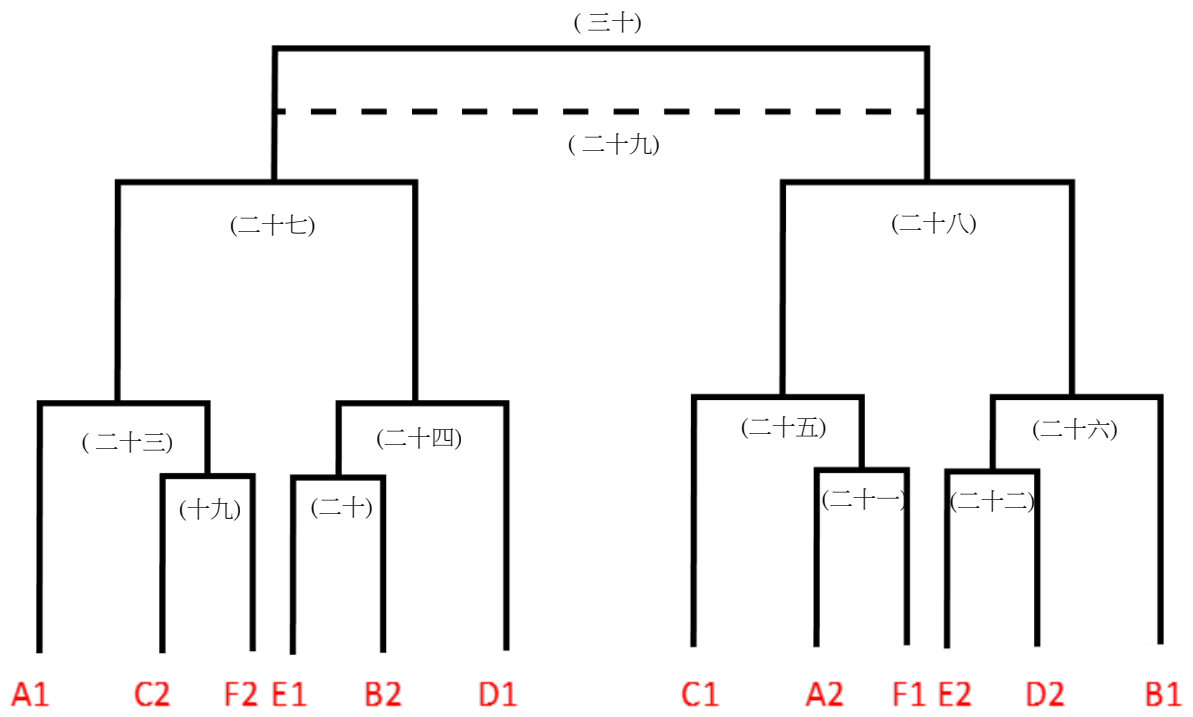 ( 三十)
( 二十九)
(二十七)
(二十八)
( 二十三)
(二十四)
(二十五)
(二十六)
(十九)
(二十)
(二十一)
(二十二)
A1 C2 F2 E1 B2 D1 C1 A2 F1 E2 D2 B1